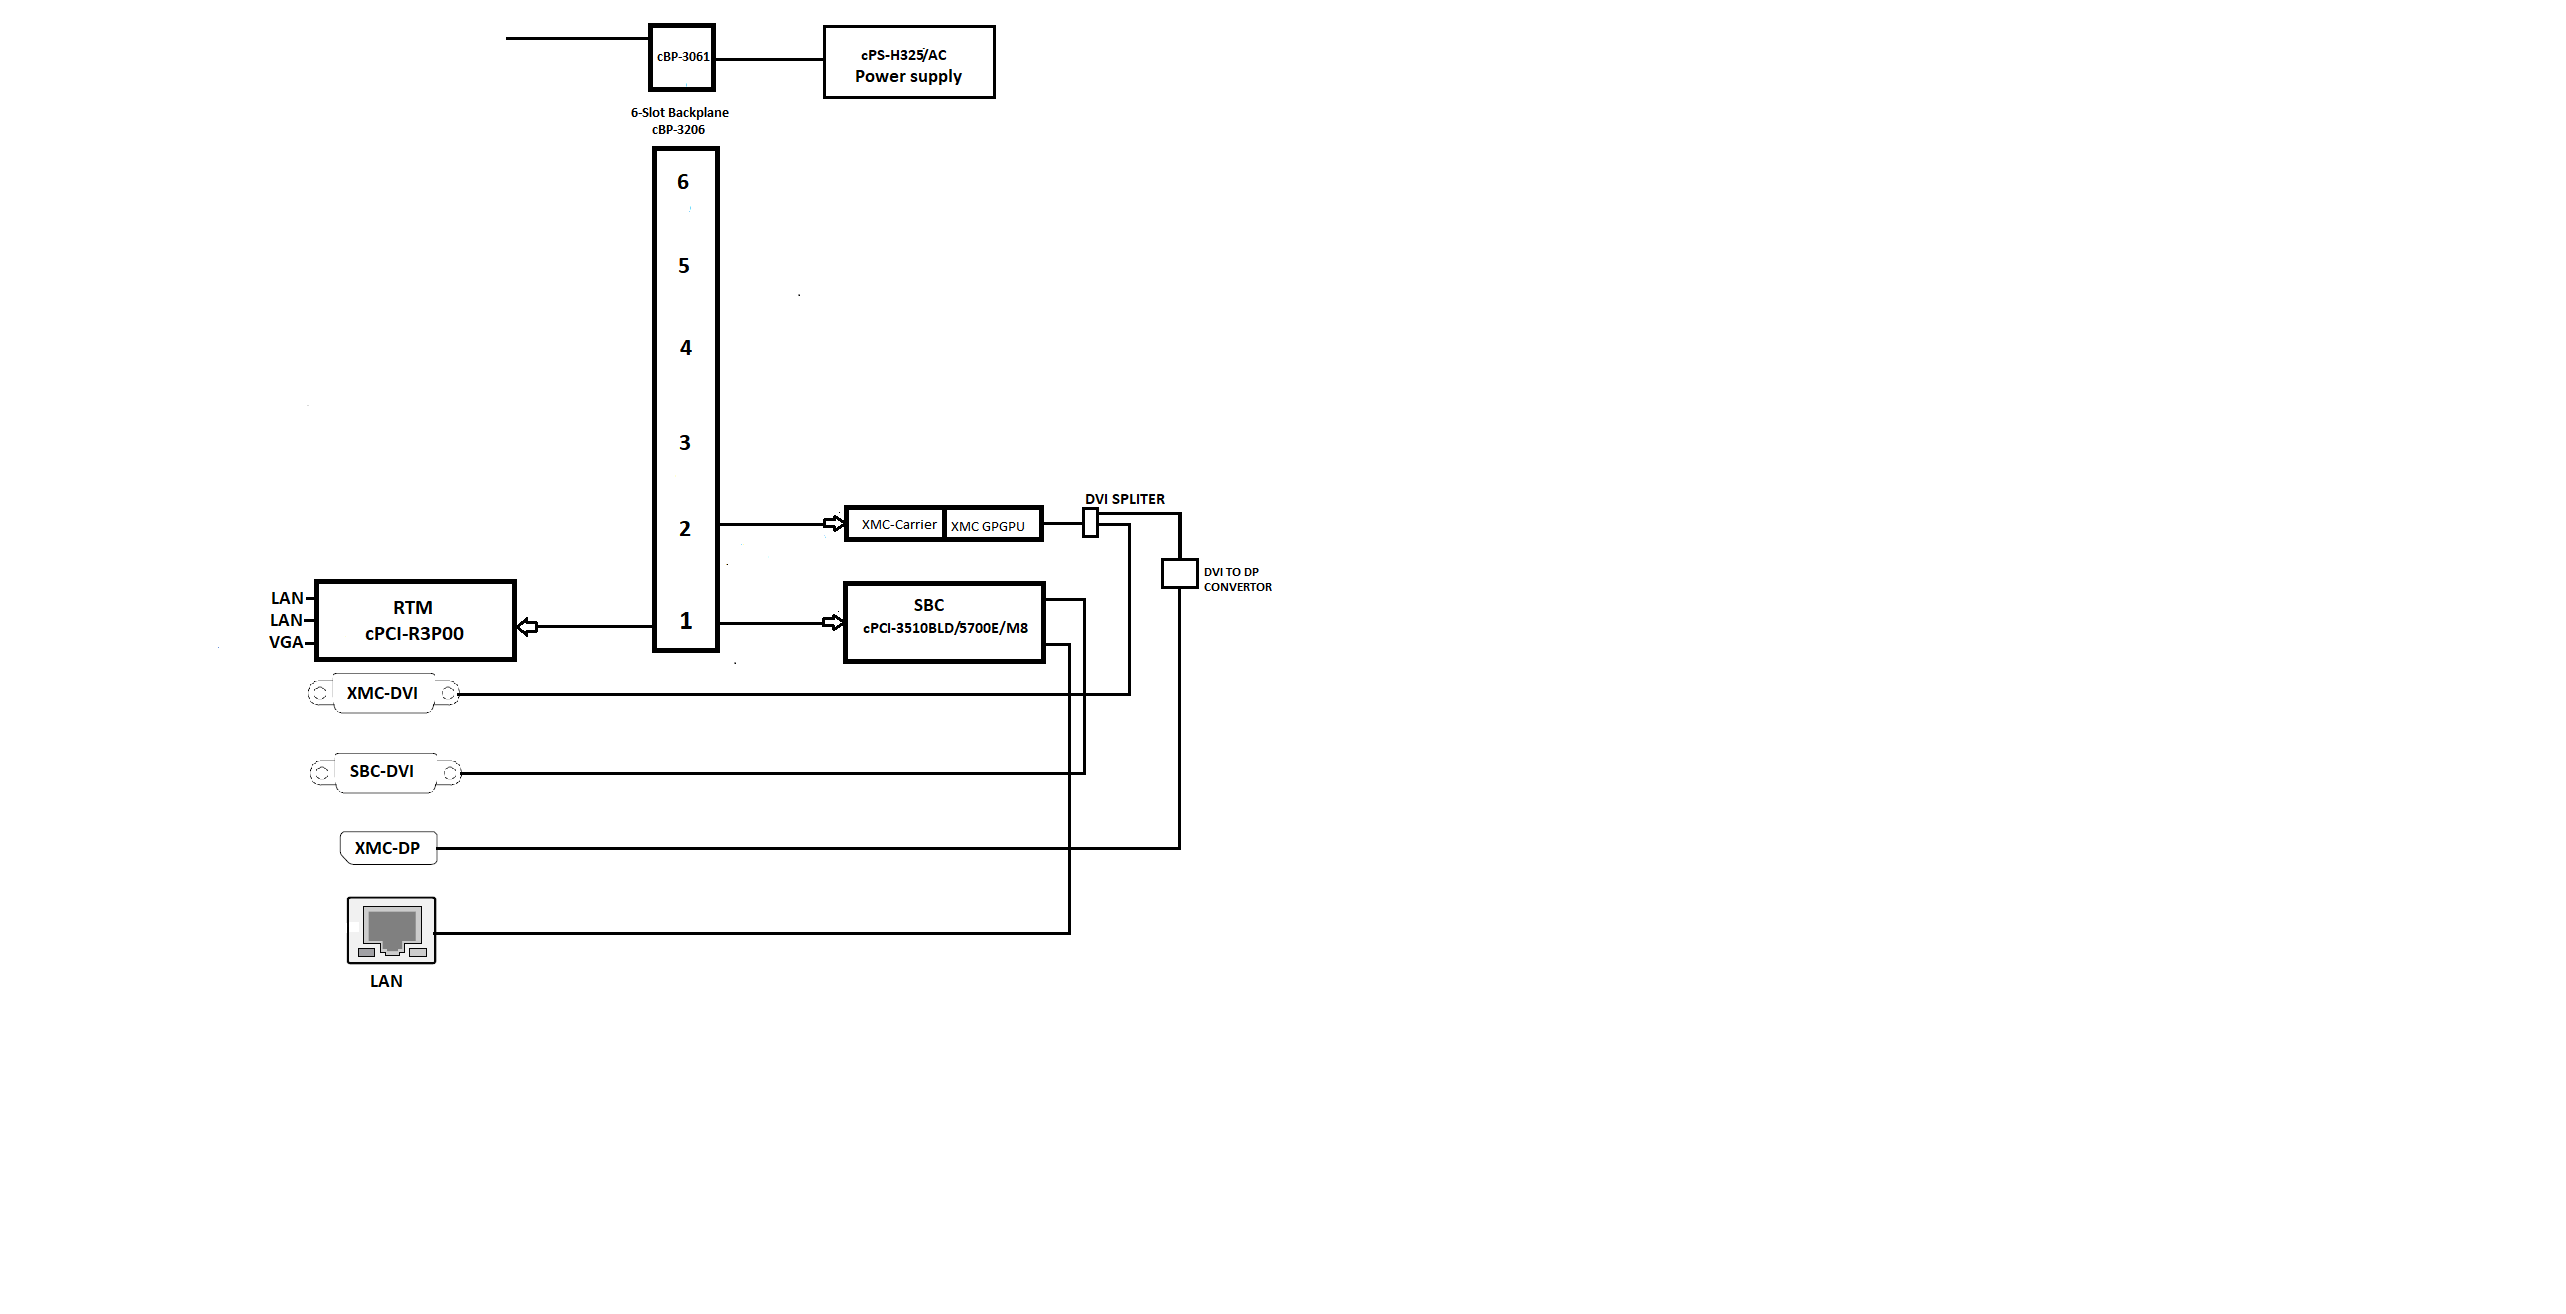 cBP-3061
cPS-H325/AC
Power supply
6-Slot Backplane
cBP-3206
6
5
4
3
2
1
XMC-Carrier
XMC GPGPU
DVI SPLITER
DVI TO DP
CONVERTOR
LAN
LAN
VGA
RTM
cPCI-R3P00
SBC
cPCI-3510BLD/5700E/M8
XMC-DVI
SBC-DVI
XMC-DP
LAN